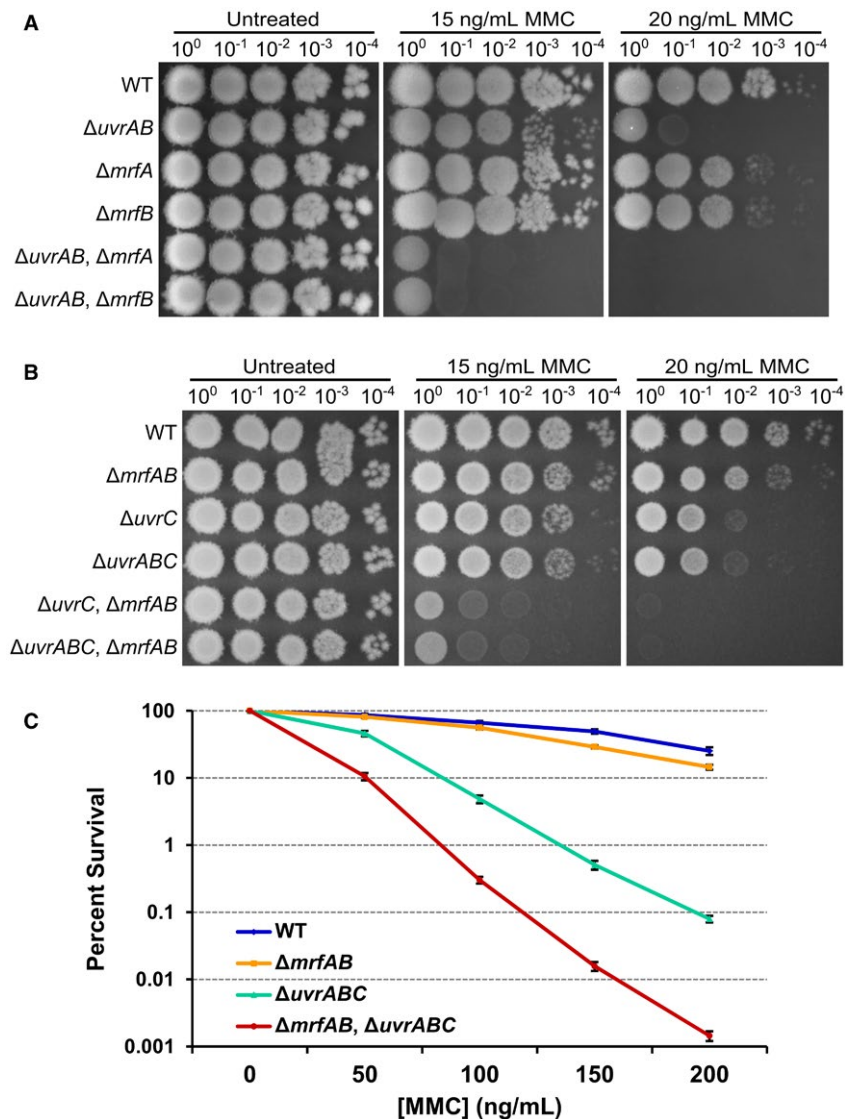 A
Untreated 15 ng/mL MMC 20 ng/mL MMC
10⁰ 10⁻¹ 10⁻² 10⁻³ 10⁻⁴ 10⁰ 10⁻¹ 10⁻² 10⁻³ 10⁻⁴ 10⁰ 10⁻¹ 10⁻² 10⁻³ 10⁻⁴
WT
ΔuvrAB
ΔmrfA
ΔmrfB
ΔuvrAB, ΔmrfA
ΔuvrAB, ΔmrfB
B
Untreated 15 ng/mL MMC 20 ng/mL MMC
10⁰ 10⁻¹ 10⁻² 10⁻³ 10⁻⁴ 10⁰ 10⁻¹ 10⁻² 10⁻³ 10⁻⁴ 10⁰ 10⁻¹ 10⁻² 10⁻³ 10⁻⁴
WT
ΔmrfAB
ΔuvrC
ΔuvrABC
ΔuvrC, ΔmrfAB
ΔuvrABC, ΔmrfAB
C
Percent Survival
100
10
1
0.1
0.01
0.001
WT
ΔmrfAB
ΔuvrABC
ΔmrfAB, ΔuvrABC
0 50 100 150 200
[MMC] (ng/mL)